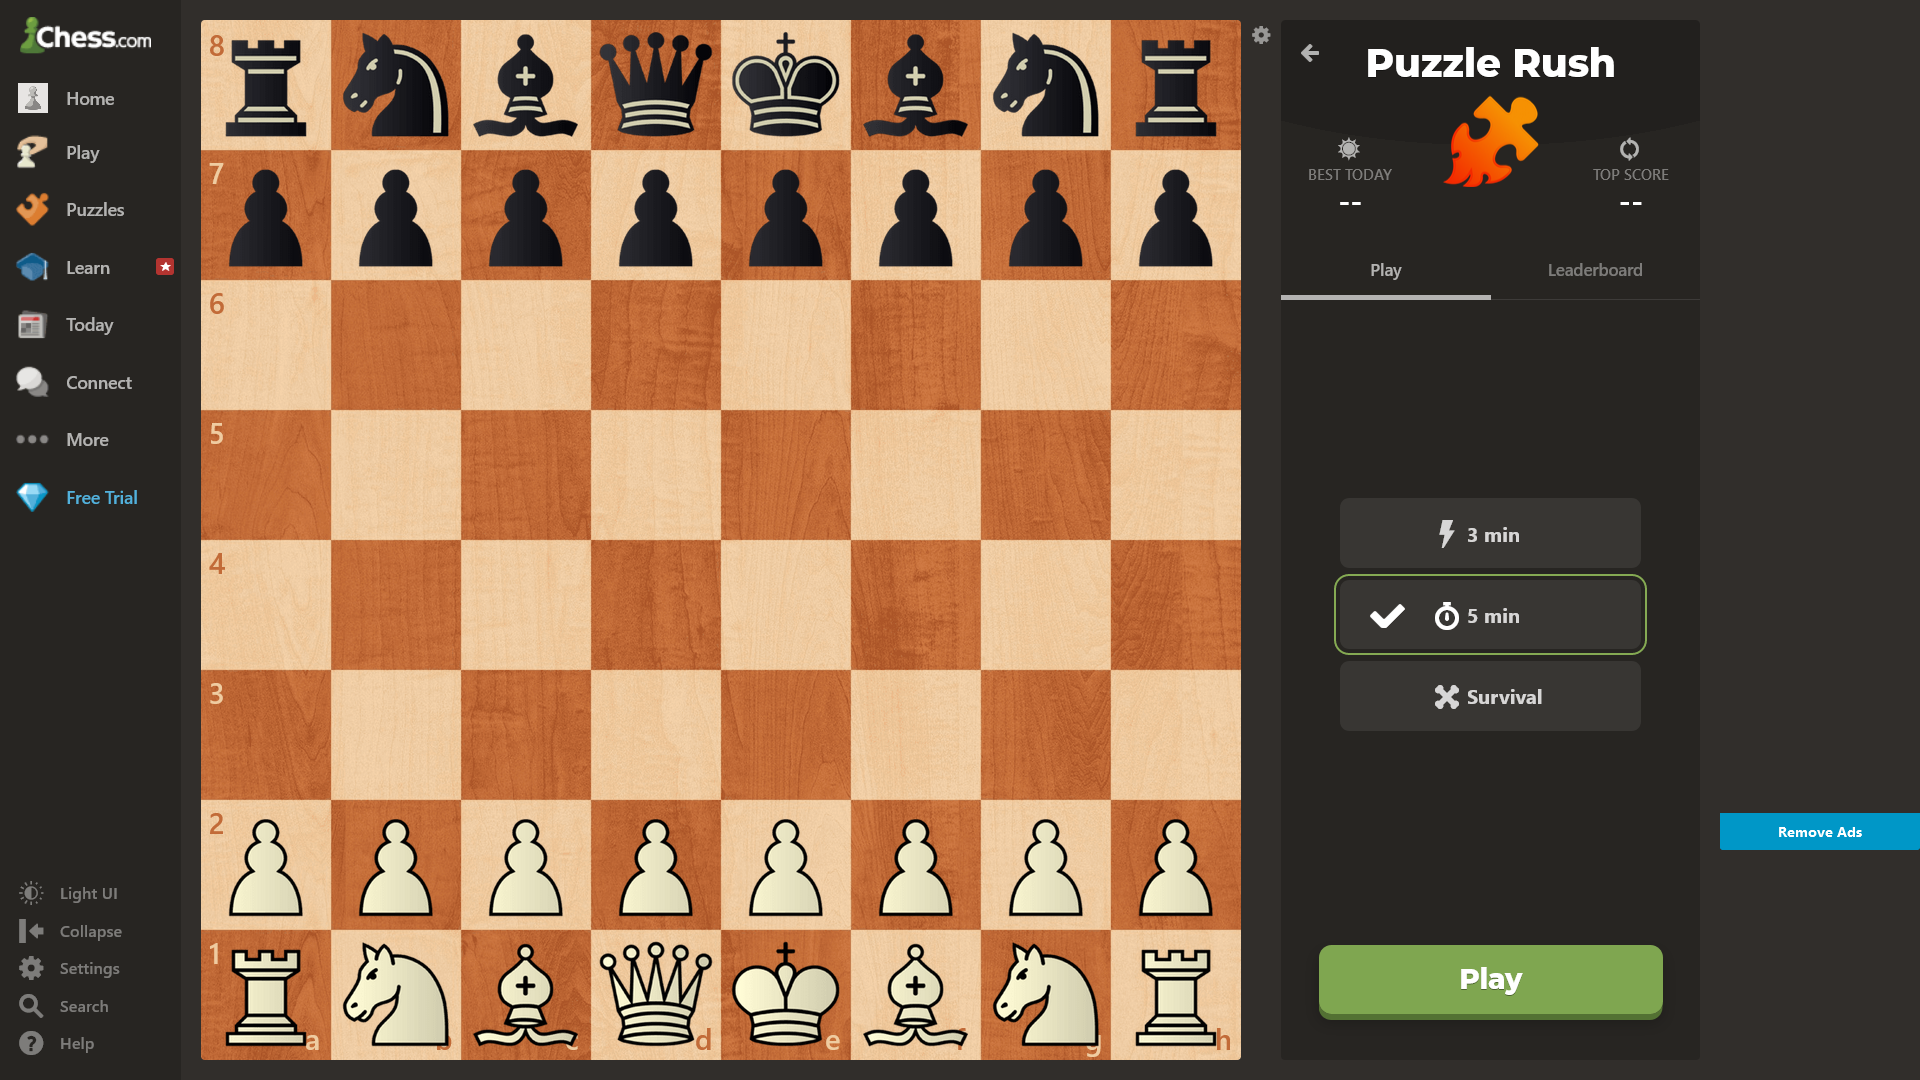 Chess.com
Home
Play
Puzzles
Learn
Today
Connect
More
Free Trial
Light UI
Collapse
Settings
Search
Help
8
7
6
5
4
3
2
1
a
b
c
d
e
f
g
h
Puzzle Rush
BEST TODAY
--
TOP SCORE
--
Play
Leaderboard
3 min
5 min
Survival
Play
Remove Ads